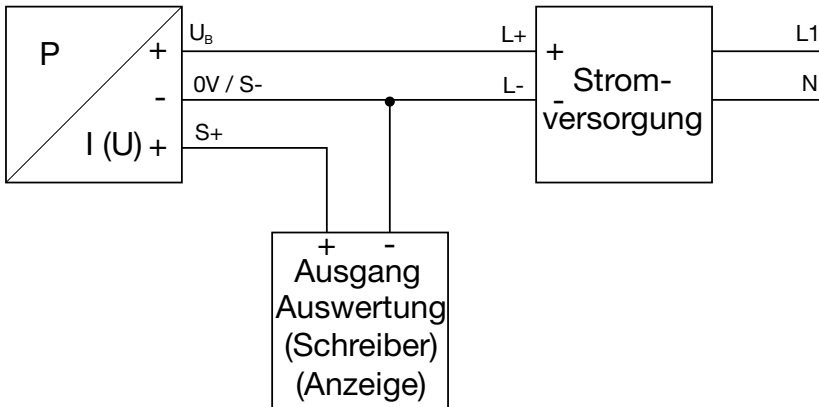 P
+
U_B
L+
+
L1
-
0V / S-
L-
-
N
Strom-
versorgung
I (U) +
S+
+ -
Ausgang
Auswertung
(Schreiber)
(Anzeige)